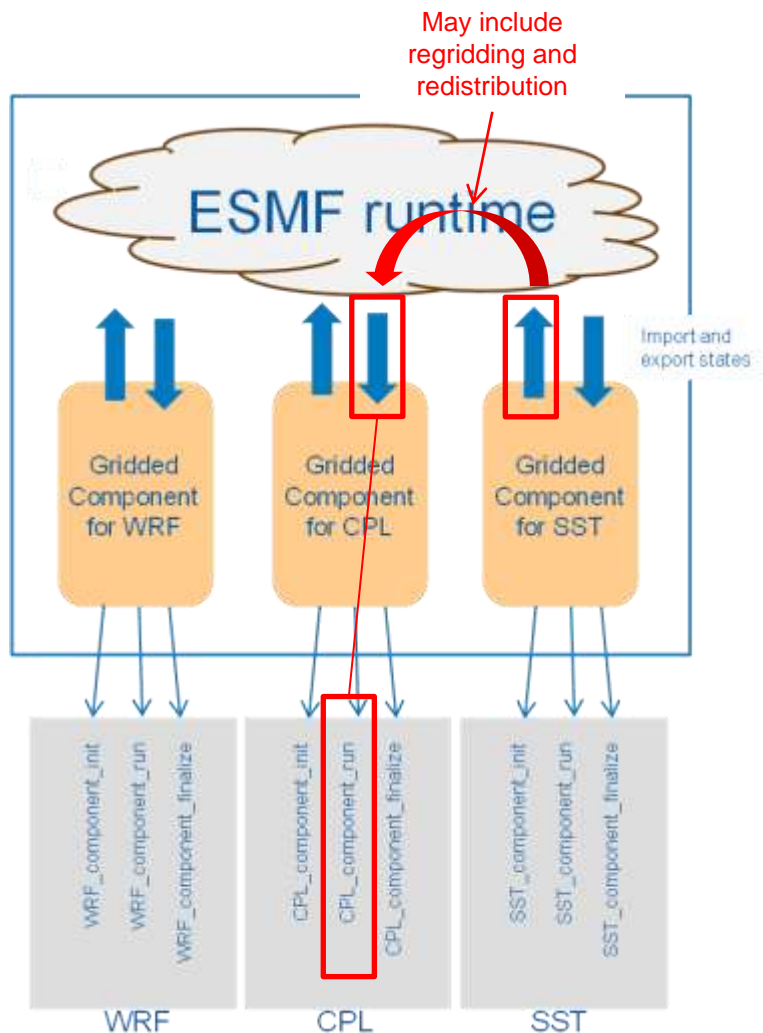 May include
regridding and
redistribution
ESMF runtime
Import and
export states
Gridded
Component
for WRF
Gridded
Component
for CPL
Gridded
Component
for SST
WRF_component_init
WRF_component_run
WRF_component_finalize
CPL_component_init
CPL_component_run
CPL_component_finalize
SST_component_init
SST_component_run
SST_component_finalize
WRF
CPL
SST